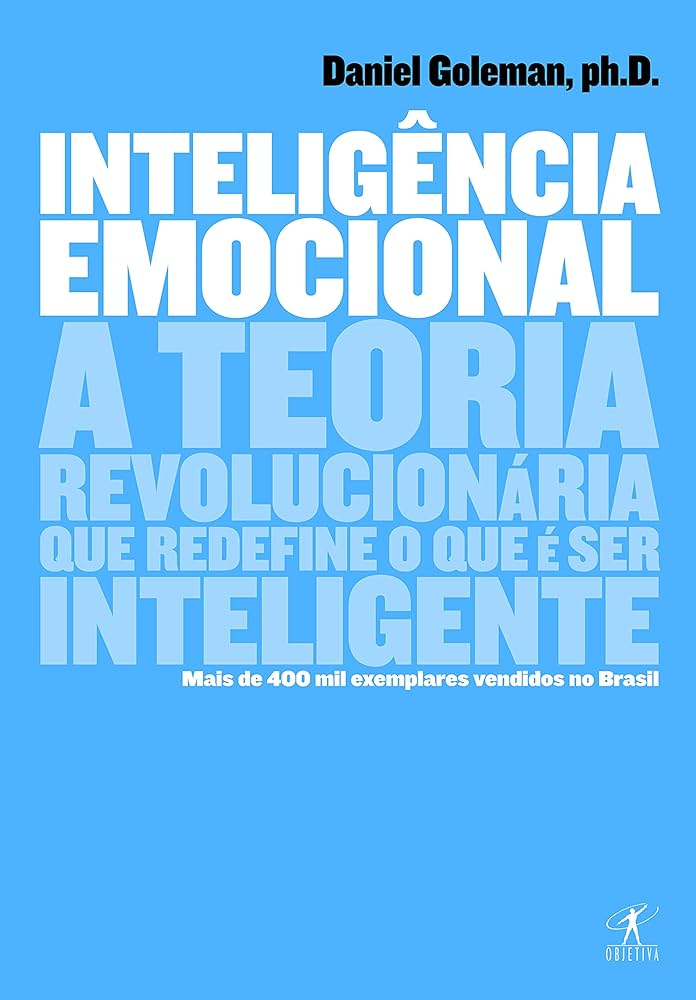 Daniel Goleman, ph.D.
INTELIGÊNCIA
EMOCIONAL
A TEORIA
REVOLUCIONÁRIA
QUE REDEFINE O QUE É SER
INTELIGENTE
Mais de 400 mil exemplares vendidos no Brasil
OBJETIVA